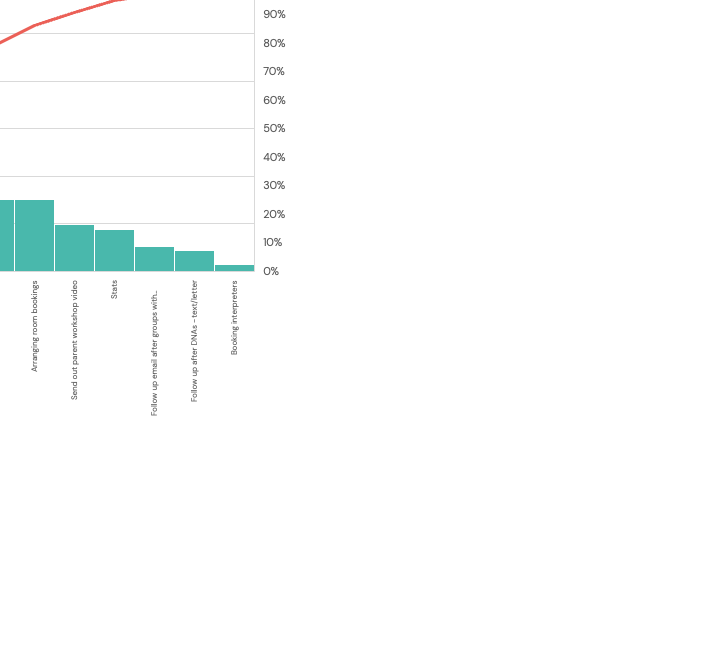 90%
80%
70%
60%
50%
40%
30%
20%
10%
0%
Arranging room bookings
Send out parent workshop video
Stats
Follow up email after groups with...
Follow up after DNAs - text/letter
Booking interpreters